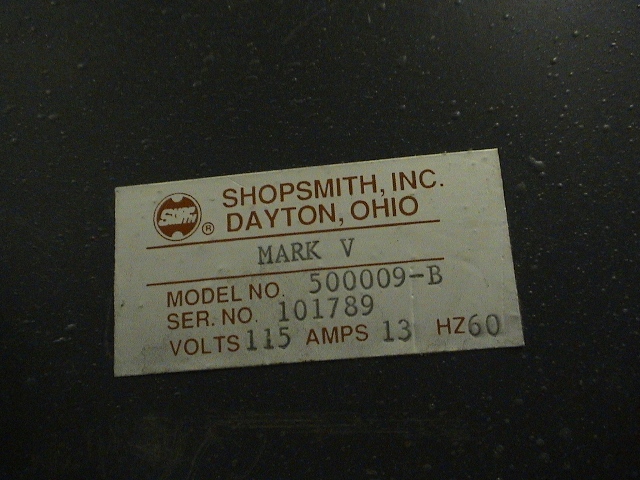 SHOPSMITH, INC.
DAYTON, OHIO
MARK V
MODEL NO. 500009-B
SER. NO. 101789
VOLTS 115 AMPS 13 HZ 60